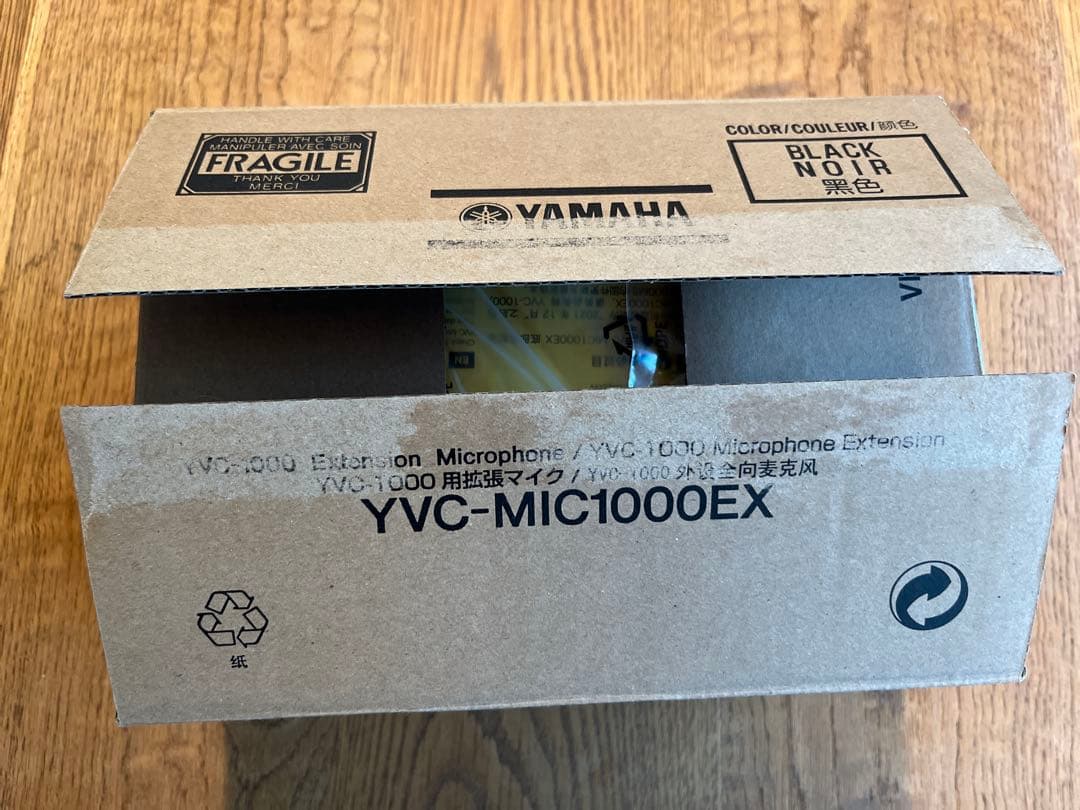 HANDLE WITH CARE
MANIPULER AVEC SOIN
FRAGILE
THANK YOU
MERCI
COLOR/COULEUR/颜色
BLACK
NOIR
黑色
YAMAHA
YVC-1000 Extension Microphone / YVC-1000 Microphone Extension
YVC-1000 用拡張マイク / YVC-1000 外设全向麦克风
YVC-MIC1000EX
纸